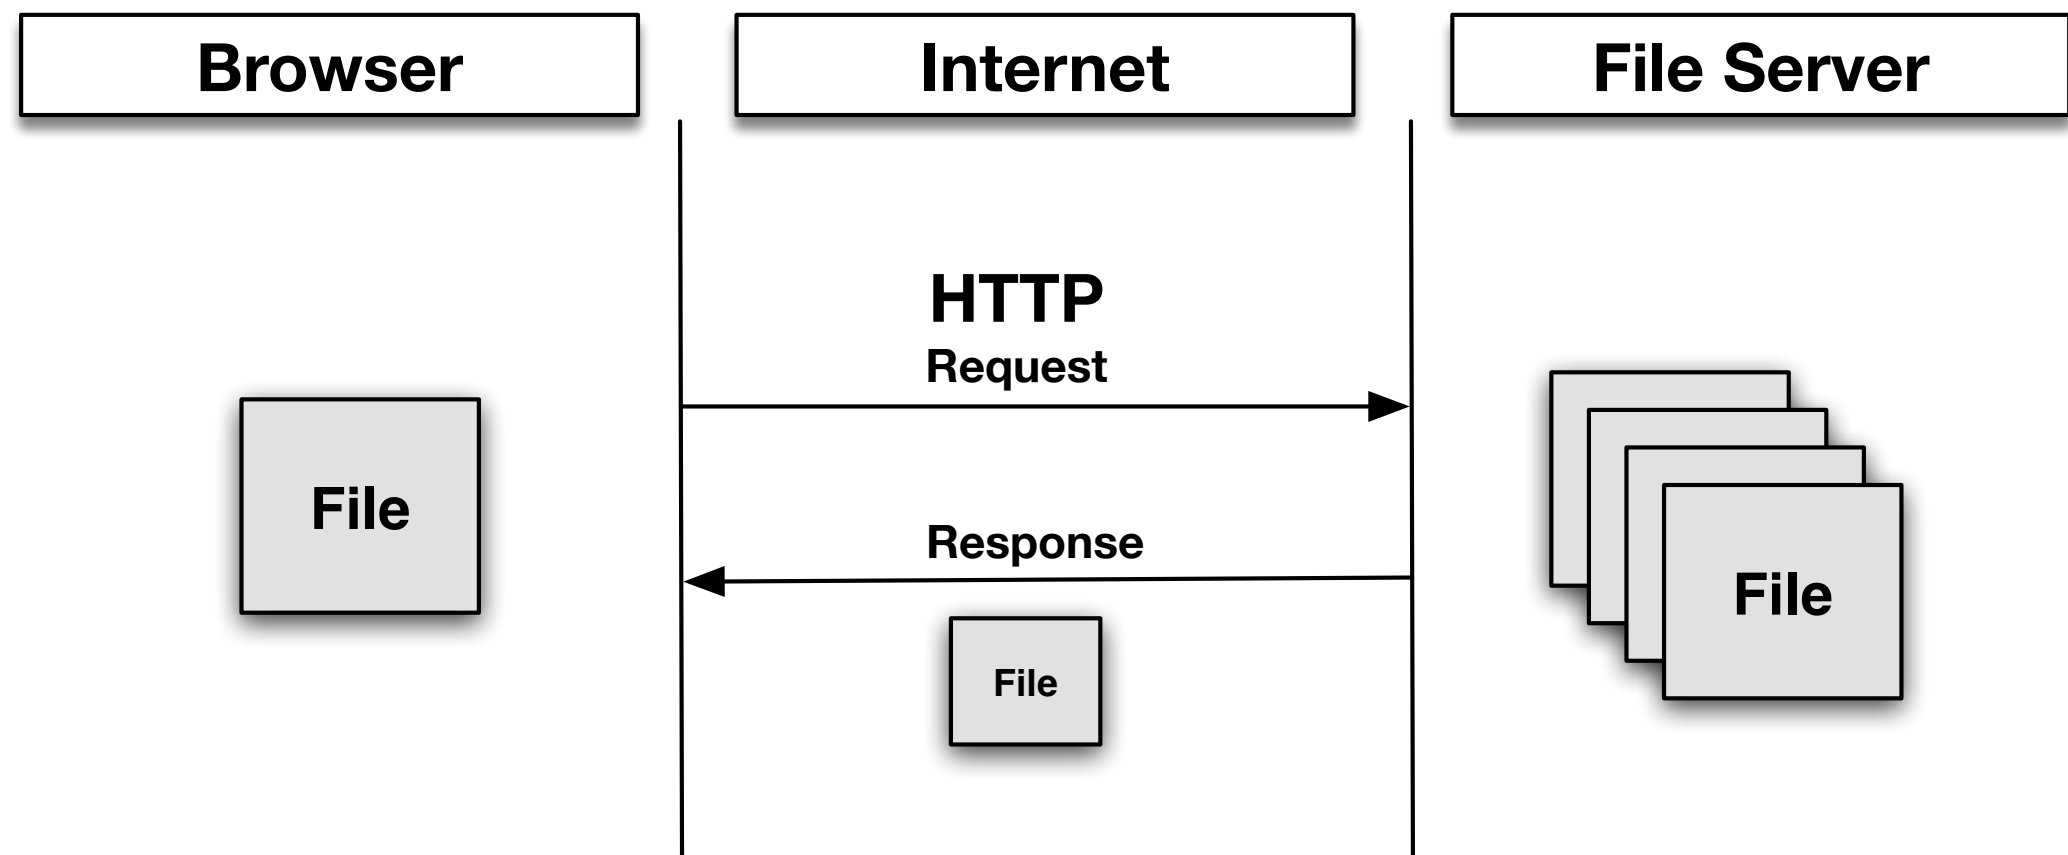 Browser
Internet
File Server
HTTP
Request
File
Response
File
File